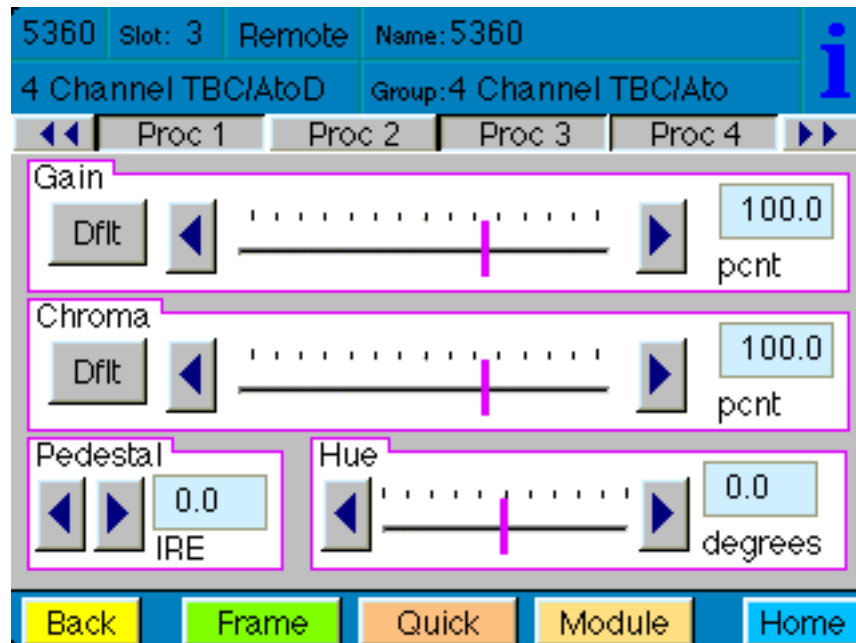 5360 Slot: 3 Remote Name:5360
4 Channel TBC/AtoD Group:4 Channel TBC/Ato
i
Proc 1 Proc 2 Proc 3 Proc 4
Gain
Dflt 100.0
pcnt
Chroma
Dflt 100.0
pcnt
Pedestal Hue
0.0 0.0
IRE degrees
Back Frame Quick Module Home